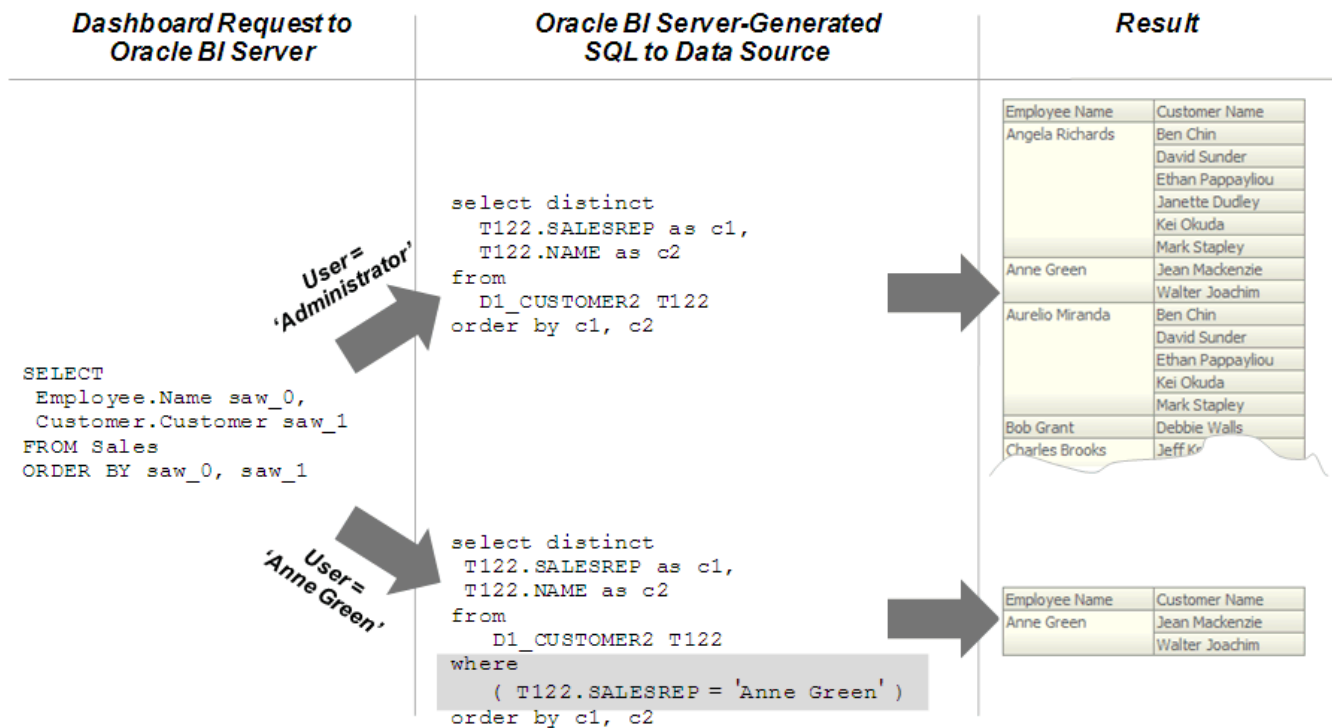 Dashboard Request to
Oracle BI Server
Oracle BI Server-Generated
SQL to Data Source
Result
SELECT
Employee.Name saw_0,
Customer.Customer saw_1
FROM Sales
ORDER BY saw_0, saw_1
User =
'Administrator'
select distinct
T122.SALESREP as c1,
T122.NAME as c2
from
D1_CUSTOMER2 T122
order by c1, c2
Employee Name Customer Name
Angela Richards Ben Chin
David Sunder
Ethan Pappayliou
Janette Dudley
Kei Okuda
Mark Stapley
Anne Green Jean Mackenzie
Walter Joachim
Aurelio Miranda Ben Chin
David Sunder
Ethan Pappayliou
Kei Okuda
Mark Stapley
Bob Grant Debbie Walls
Charles Brooks Jeff
User =
'Anne Green'
select distinct
T122.SALESREP as c1,
T122.NAME as c2
from
D1_CUSTOMER2 T122
where
( T122.SALESREP = 'Anne Green' )
order by c1, c2
Employee Name Customer Name
Anne Green Jean Mackenzie
Walter Joachim